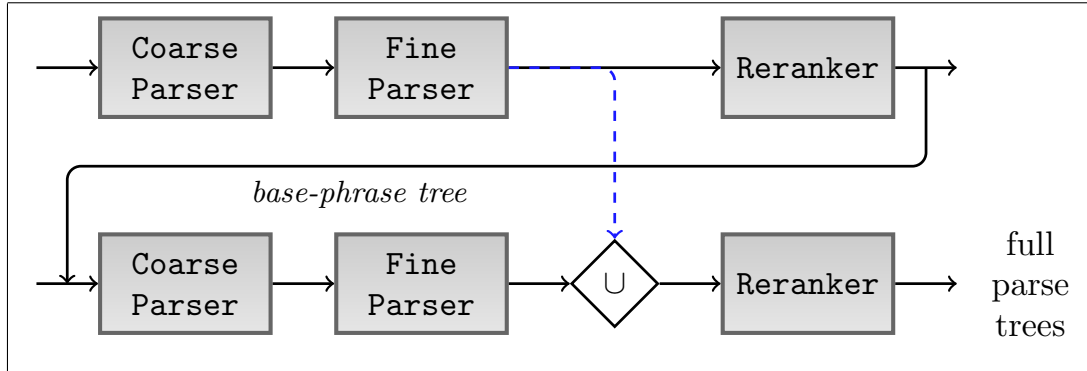 Coarse
Parser
Fine
Parser
Reranker
base-phrase tree
Coarse
Parser
Fine
Parser
∪
Reranker
full
parse
trees